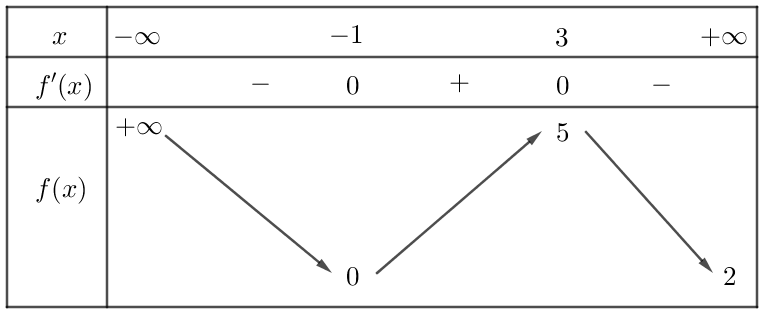 x −∞ −1 3 +∞
f′(x) − 0 + 0 −
+∞ 5
f(x)
0 2